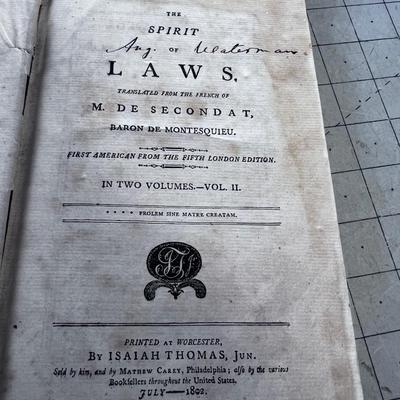 THE
SPIRIT
Aug. OF Waterman
LAWS,
TRANSLATED FROM THE FRENCH OF
M. DE SECONDAT,
BARON DE MONTESQUIEU.
FIRST AMERICAN FROM THE FIFTH LONDON EDITION.
IN TWO VOLUMES.—VOL. II.
.... PROLEM SINE MATRE CREATAM.
PRINTED AT WORCESTER,
By ISAIAH THOMAS, Jun.
Sold by him, and by MATHEW CAREY, Philadelphia; also by the various
Booksellers throughout the United States.
JULY—1802.